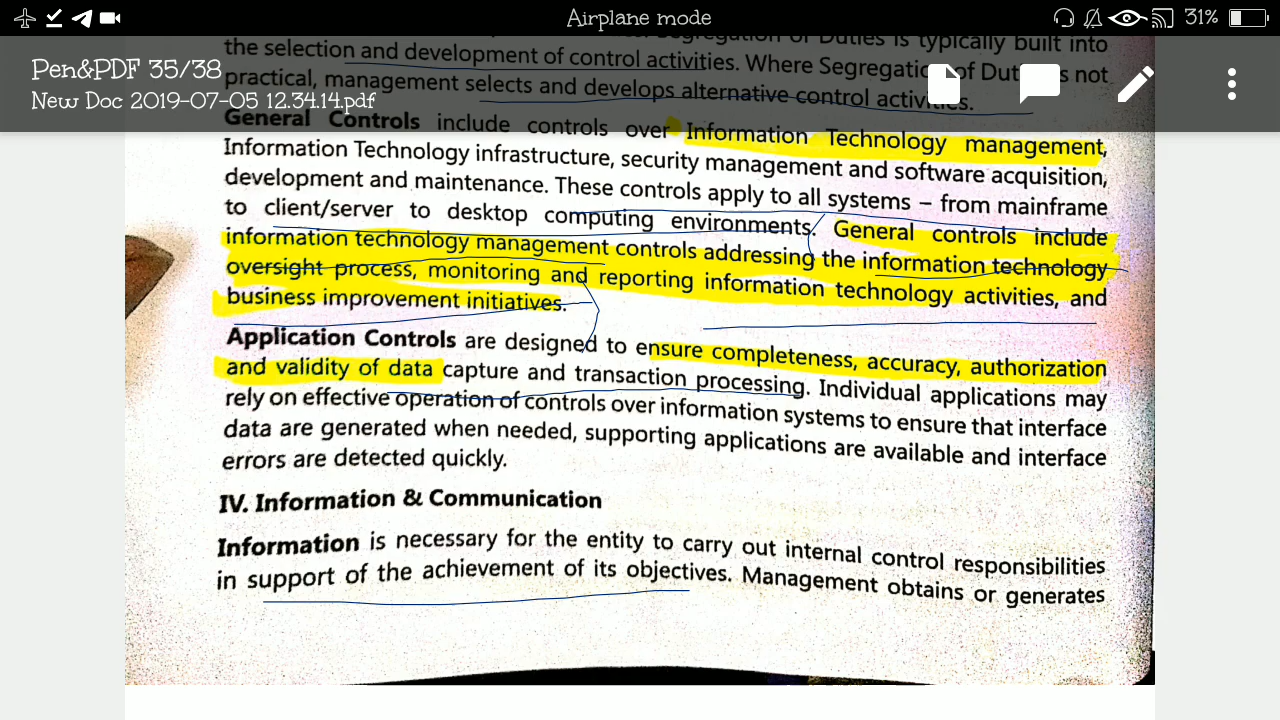 Airplane mode
31%
Pen&PDF 35/38
New Doc 2019-07-05 12.34.14.pdf
Segregation of Duties is typically built into
the selection and development of control activities. Where Segregation of Duties is not
practical, management selects and develops alternative control activities.
General Controls include controls over Information Technology management,
Information Technology infrastructure, security management and software acquisition,
development and maintenance. These controls apply to all systems – from mainframe
to client/server to desktop computing environments. General controls include
information technology management controls addressing the information technology
oversight process, monitoring and reporting information technology activities, and
business improvement initiatives.
Application Controls are designed to ensure completeness, accuracy, authorization
and validity of data capture and transaction processing. Individual applications may
rely on effective operation of controls over information systems to ensure that interface
data are generated when needed, supporting applications are available and interface
errors are detected quickly.
IV. Information & Communication
Information is necessary for the entity to carry out internal control responsibilities
in support of the achievement of its objectives. Management obtains or generates